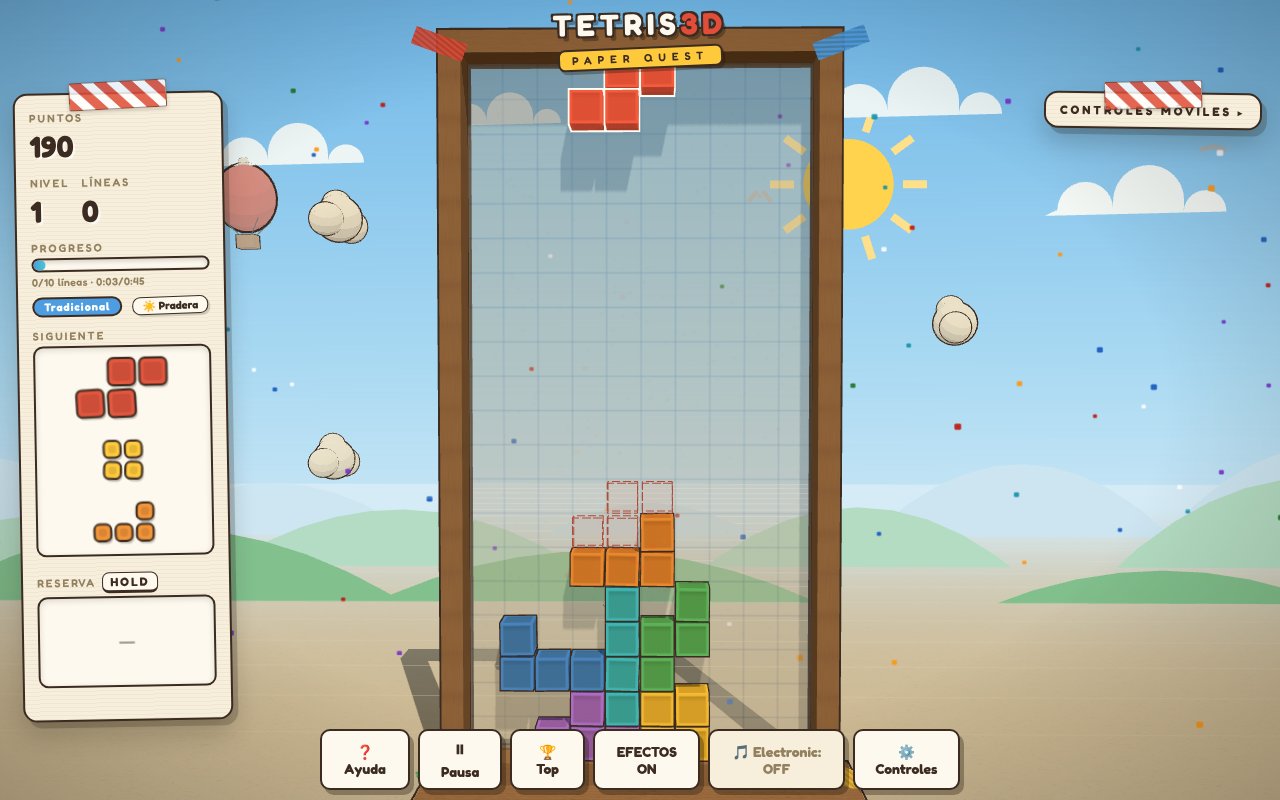 TETRIS3D
PAPER QUEST
PUNTOS
190
NIVEL LÍNEAS
1 0
PROGRESO
0/10 líneas · 0:03/0:45
Tradicional ☀️ Pradera
SIGUIENTE
RESERVA HOLD
—
CONTROLES MÓVILES ▸
❓
Ayuda
⏸
Pausa
🏆
Top
EFECTOS
ON
🎵 Electronic:
OFF
⚙️
Controles